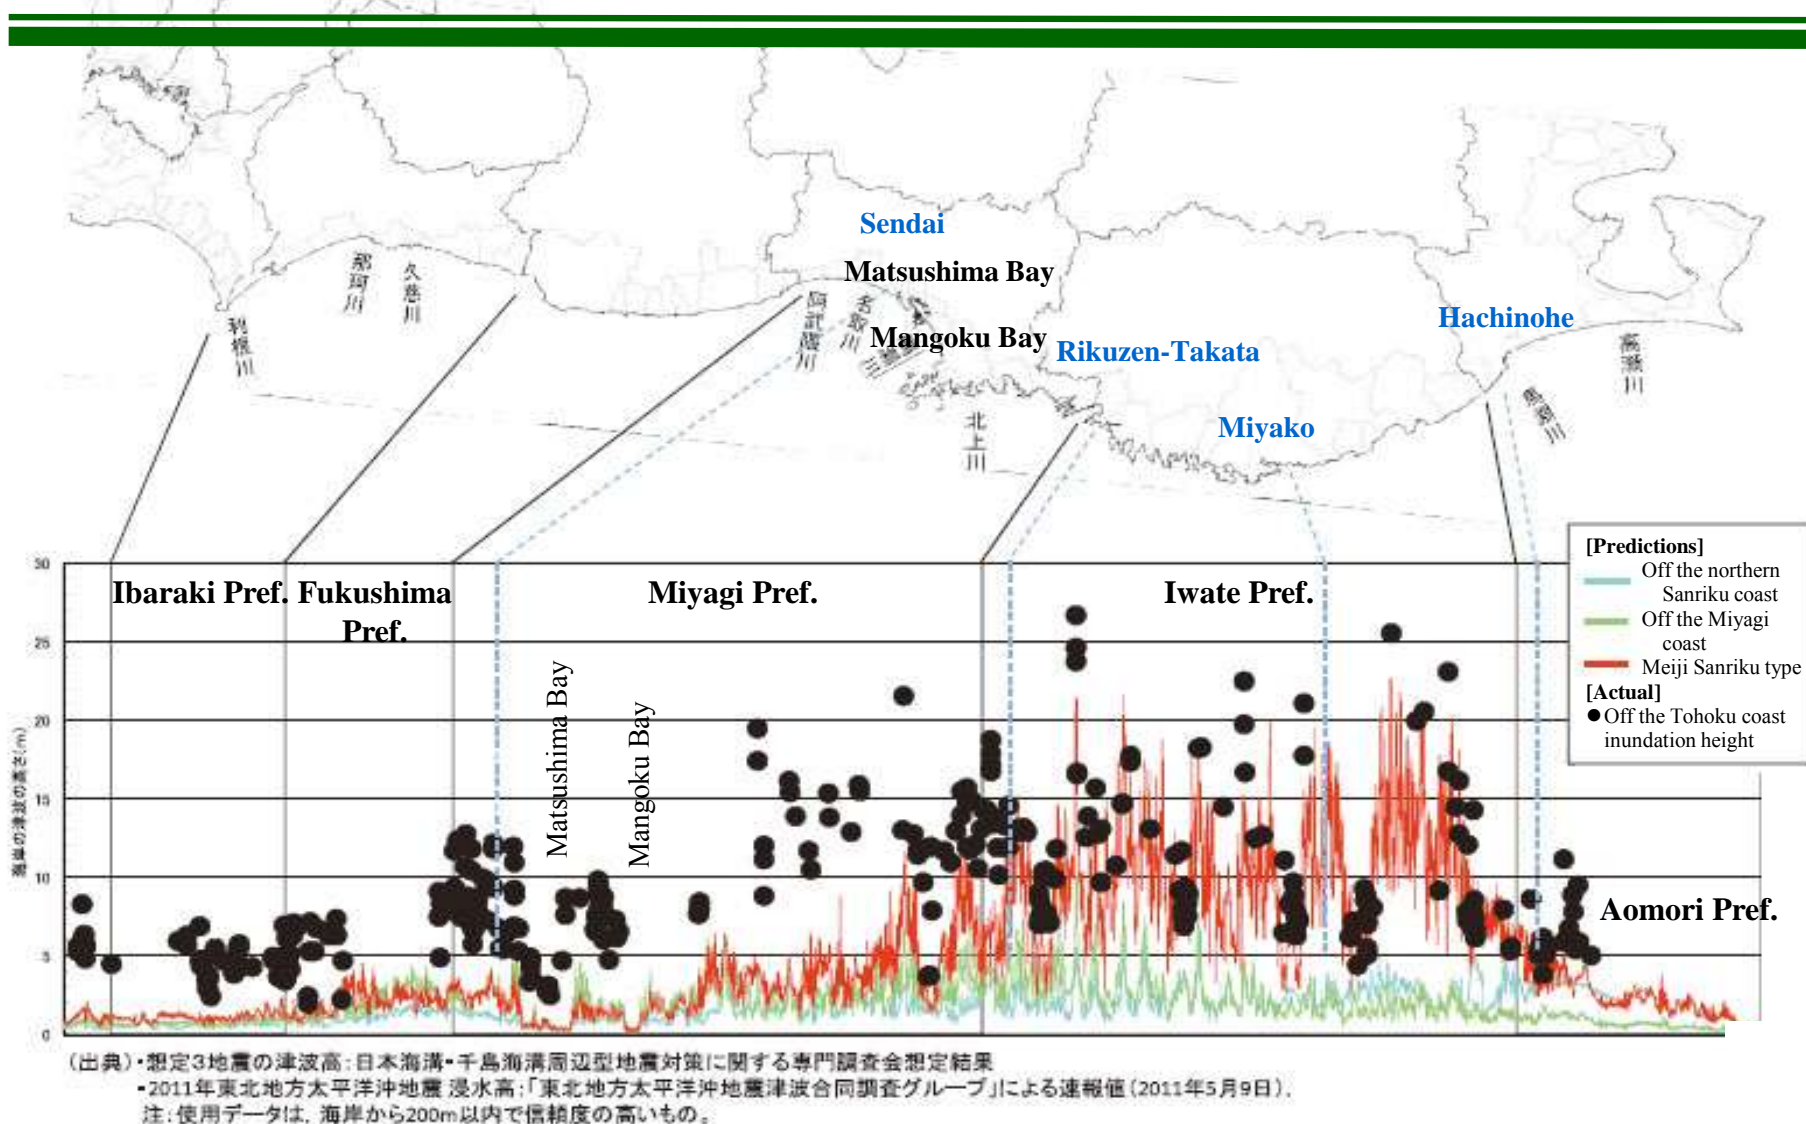 Sendai
Matsushima Bay
Mangoku Bay
Rikuzen-Takata
Miyako
Hachinohe
利根川
那珂川
久慈川
阿武隈川
名取川
北上川
高瀬川
[Predictions]
Off the northern
Sanriku coast
Off the Miyagi
coast
Meiji Sanriku type
[Actual]
Off the Tohoku coast
inundation height
Ibaraki Pref.
Fukushima
Pref.
Miyagi Pref.
Iwate Pref.
Aomori Pref.
Matsushima Bay
Mangoku Bay
海岸の津波の高さ(m)
30
25
20
15
10
5
0
(出典)・想定3地震の津波高:日本海溝・千島海溝周辺型地震対策に関する専門調査会想定結果
・2011年東北地方太平洋沖地震 浸水高:「東北地方太平洋沖地震津波合同調査グループ」による速報値(2011年5月9日).
注:使用データは, 海岸から200m以内で信頼度の高いもの。